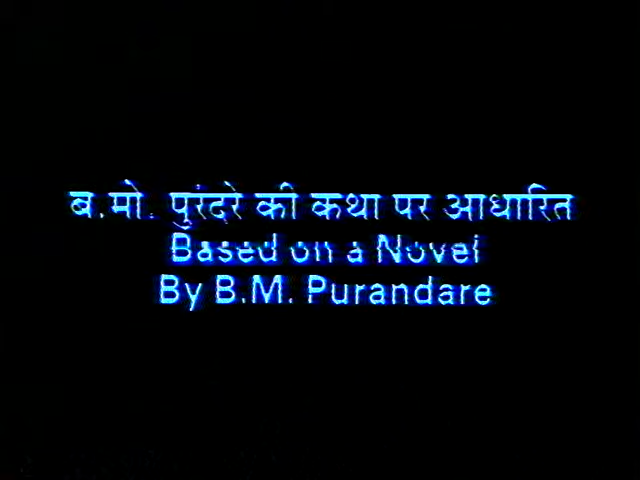 ब.मो. पुरंदरे की कथा पर आधारित
Based on a Novel
By B.M. Purandare